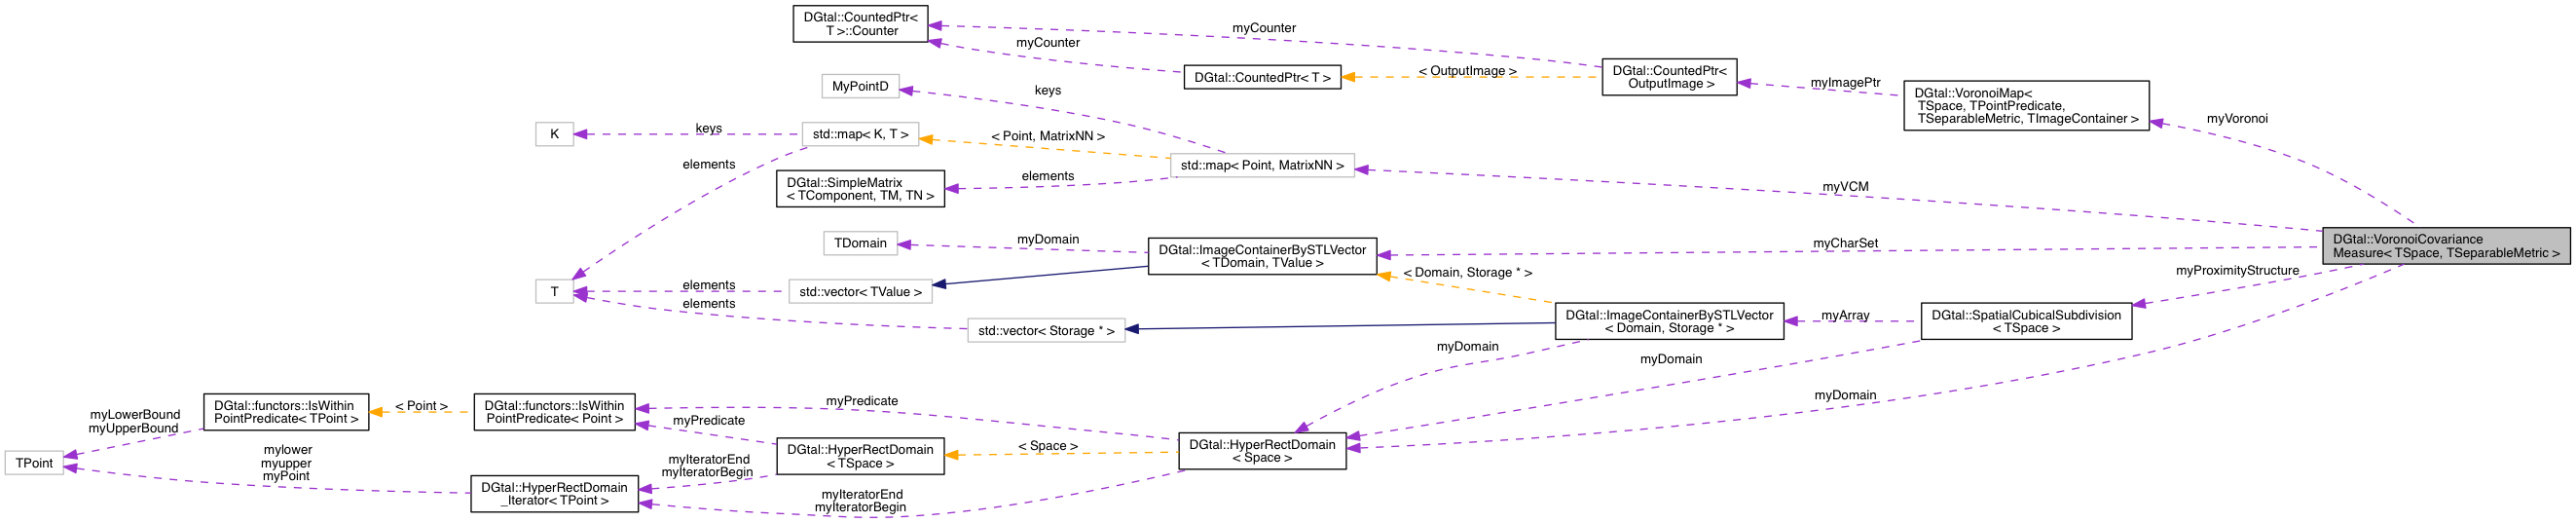 DGtal::CountedPtr<
T >::Counter
myCounter
myCounter
DGtal::CountedPtr< T >
< OutputImage >
DGtal::CountedPtr<
OutputImage >
myImagePtr
DGtal::VoronoiMap<
TSpace, TPointPredicate,
TSeparableMetric, TImageContainer >
myVoronoi
MyPointD
keys
K
keys
std::map< K, T >
< Point, MatrixNN >
std::map< Point, MatrixNN >
elements
DGtal::SimpleMatrix
< TComponent, TM, TN >
elements
myVCM
TDomain
myDomain
DGtal::ImageContainerBySTLVector
< TDomain, TValue >
myCharSet
DGtal::VoronoiCovariance
Measure< TSpace, TSeparableMetric >
T
elements
std::vector< TValue >
elements
< Domain, Storage * >
myProximityStructure
std::vector< Storage * >
DGtal::ImageContainerBySTLVector
< Domain, Storage * >
myArray
DGtal::SpatialCubicalSubdivision
< TSpace >
myDomain
myDomain
myDomain
TPoint
myLowerBound
myUpperBound
DGtal::functors::IsWithin
PointPredicate< TPoint >
< Point >
DGtal::functors::IsWithin
PointPredicate< Point >
myPredicate
myPredicate
mylower
myupper
myPoint
DGtal::HyperRectDomain
_Iterator< TPoint >
myIteratorEnd
myIteratorBegin
DGtal::HyperRectDomain
< TSpace >
< Space >
DGtal::HyperRectDomain
< Space >
myIteratorEnd
myIteratorBegin